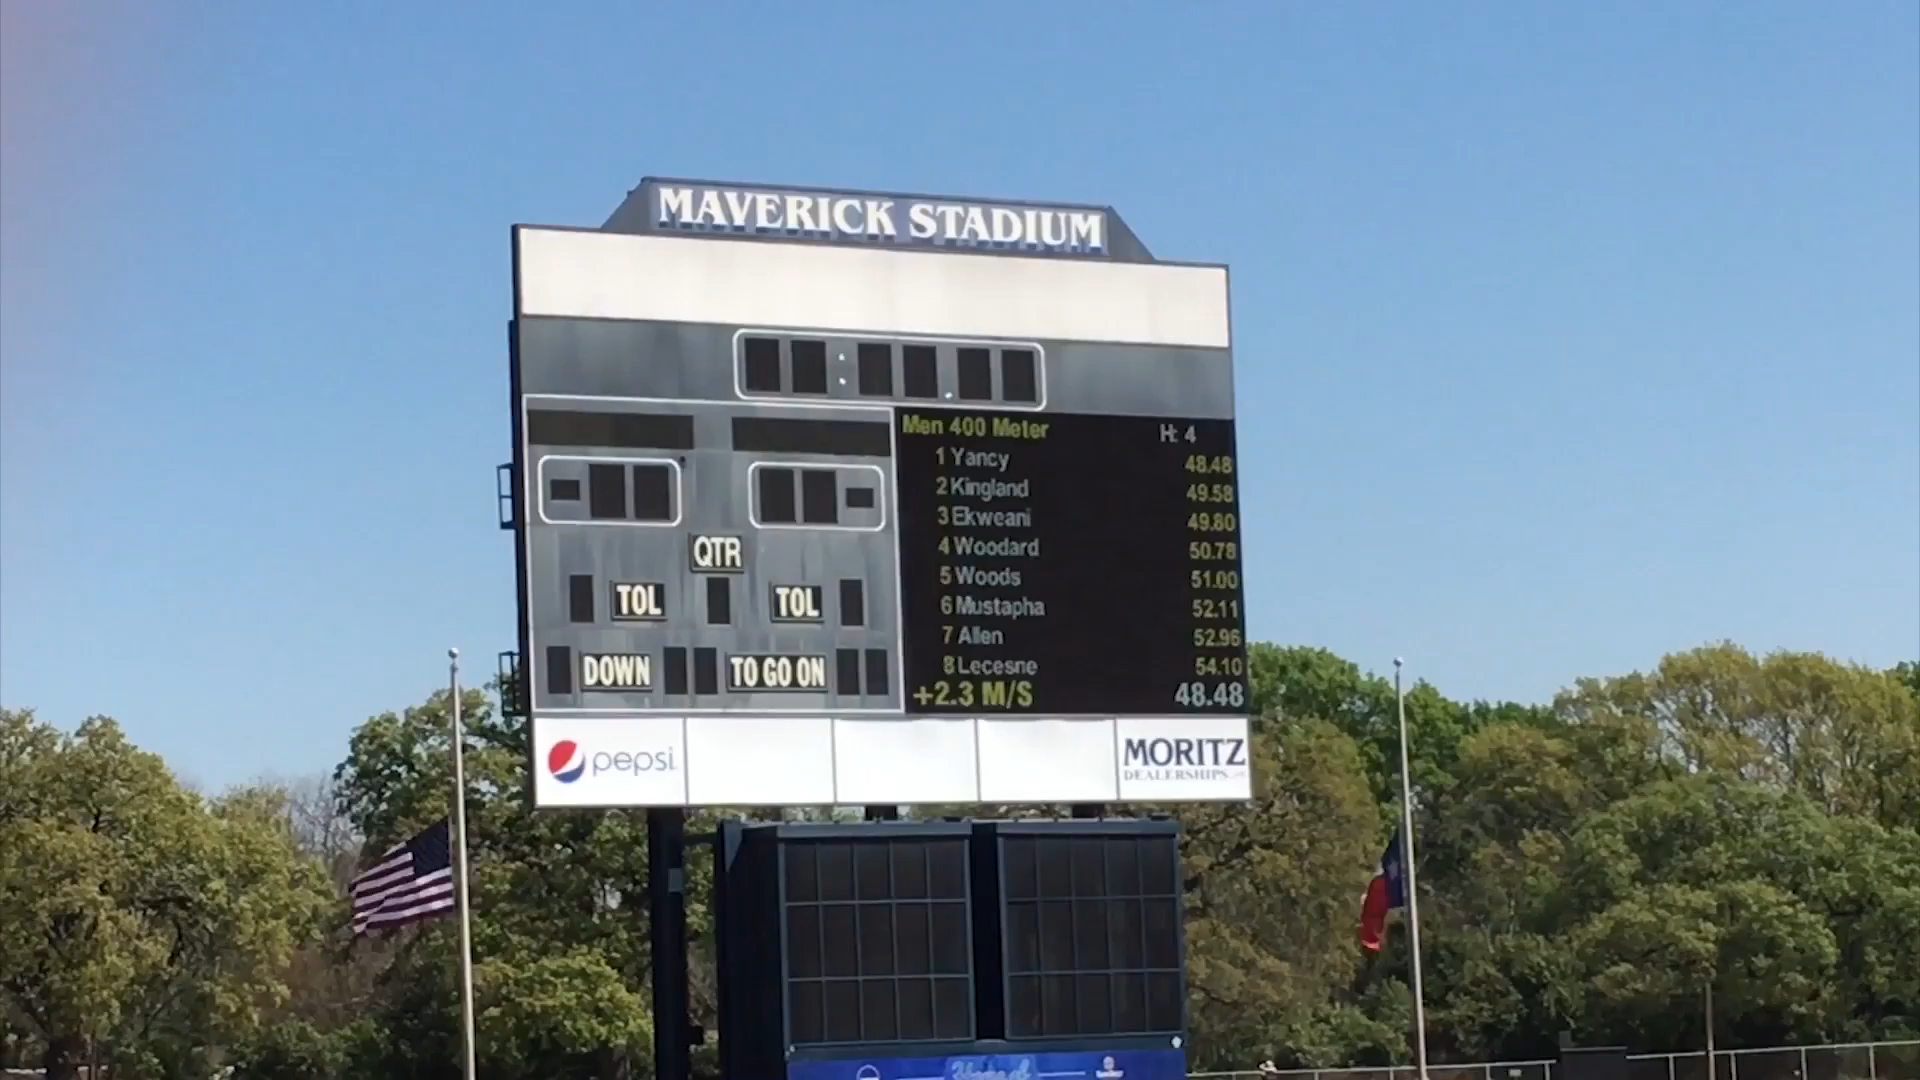 MAVERICK STADIUM
Men 400 Meter H: 4
1 Yancy 48.48
2 Kingland 49.58
3 Ekweani 49.80
4 Woodard 50.78
5 Woods 51.00
6 Mustapha 52.11
7 Allen 52.96
8 Lecesne 54.10
+2.3 M/S 48.48
QTR
TOL TOL
DOWN TO GO ON
pepsi
MORITZ
DEALERSHIPS